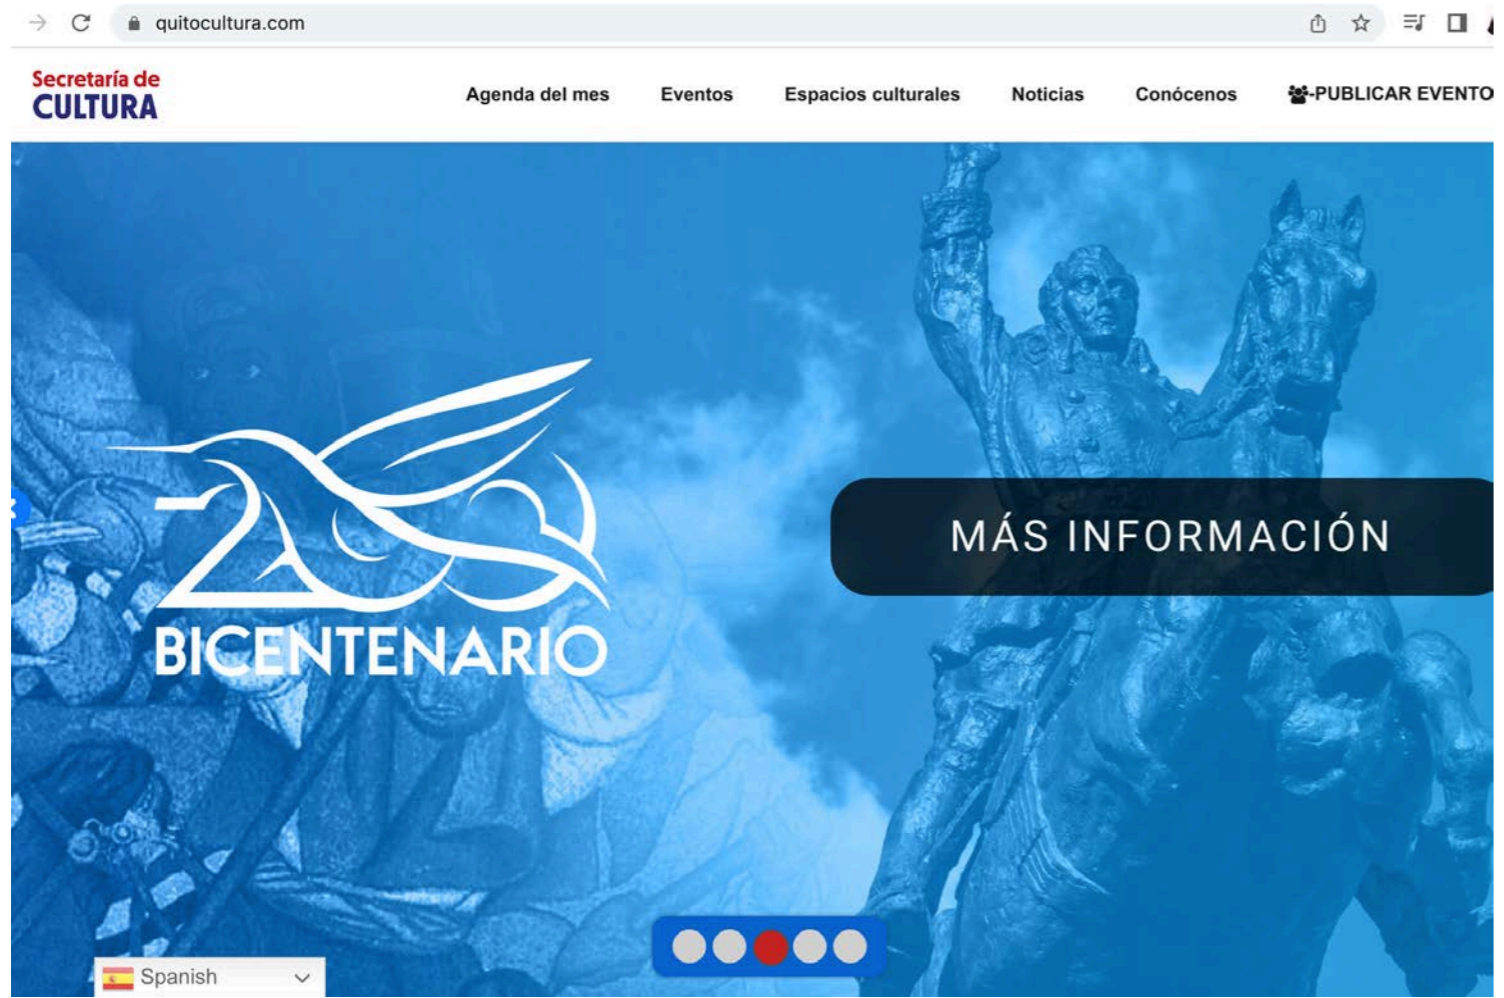 quitocultura.com
Secretaría de
CULTURA
Agenda del mes Eventos Espacios culturales Noticias Conócenos -PUBLICAR EVENTO
200
BICENTENARIO
MÁS INFORMACIÓN
Spanish